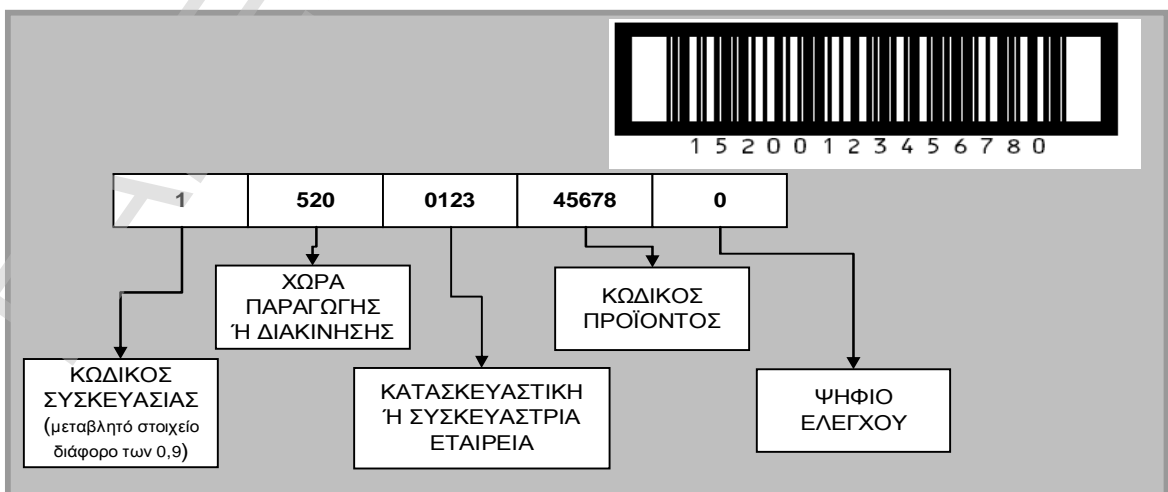 1 5 2 0 0 1 2 3 4 5 6 7 8 0
1 520 0123 45678 0
ΧΩΡΑ
ΠΑΡΑΓΩΓΗΣ
Ή ΔΙΑΚΙΝΗΣΗΣ
ΚΩΔΙΚΟΣ
ΠΡΟΪΟΝΤΟΣ
ΚΩΔΙΚΟΣ
ΣΥΣΚΕΥΑΣΙΑΣ
(μεταβλητό στοιχείο
διάφορο των 0,9)
ΚΑΤΑΣΚΕΥΑΣΤΙΚΗ
Ή ΣΥΣΚΕΥΑΣΤΡΙΑ
ΕΤΑΙΡΕΙΑ
ΨΗΦΙΟ
ΕΛΕΓΧΟΥ